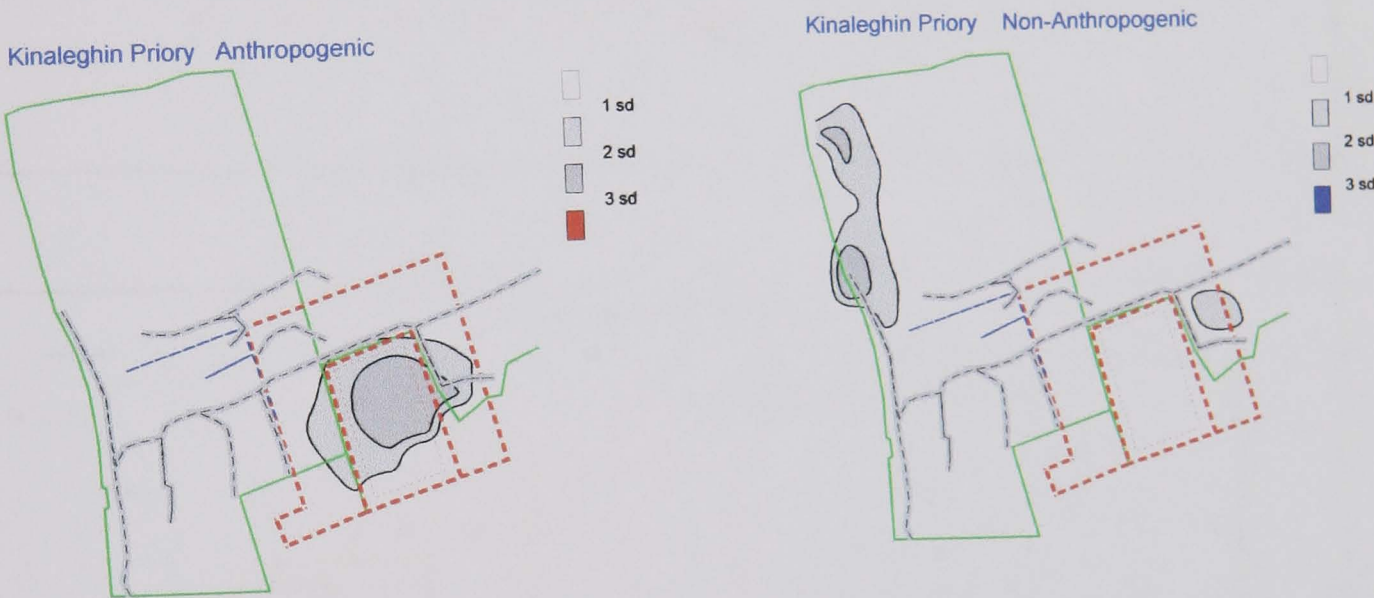 Kinaleghin Priory Anthropogenic
1 sd
2 sd
3 sd
Kinaleghin Priory Non-Anthropogenic
1 sd
2 sd
3 sd